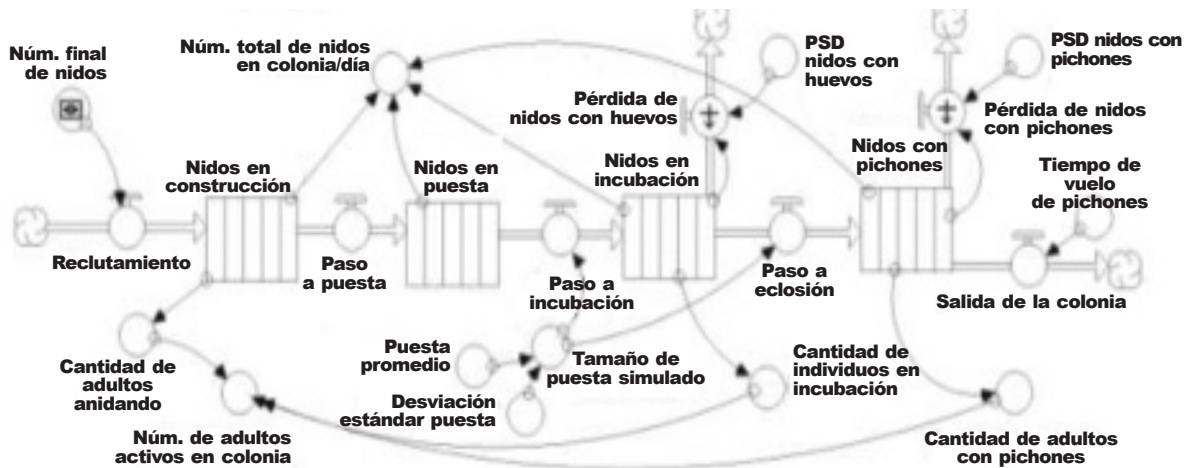 Núm. final
de nidos
Núm. total de nidos
en colonia/día
PSD
nidos con
huevos
PSD nidos con
pichones
Pérdida de
nidos con huevos
Pérdida de nidos
con pichones
Nidos en
construcción
Nidos en
puesta
Nidos en
incubación
Nidos con
pichones
Tiempo de
vuelo
de pichones
Reclutamiento
Paso
a puesta
Paso a
incubación
Paso a
eclosión
Salida de la colonia
Cantidad de
adultos
anidando
Puesta
promedio
Tamaño de
puesta simulado
Cantidad de
individuos en
incubación
Desviación
estándar puesta
Núm. de adultos
activos en colonia
Cantidad de adultos
con pichones